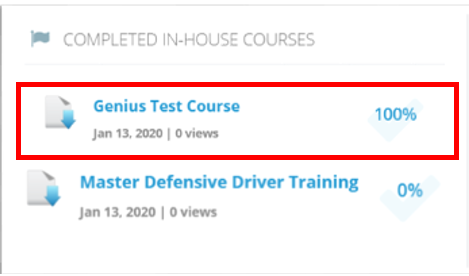 COMPLETED IN-HOUSE COURSES
Genius Test Course
100%
Jan 13, 2020 | 0 views
Master Defensive Driver Training
0%
Jan 13, 2020 | 0 views